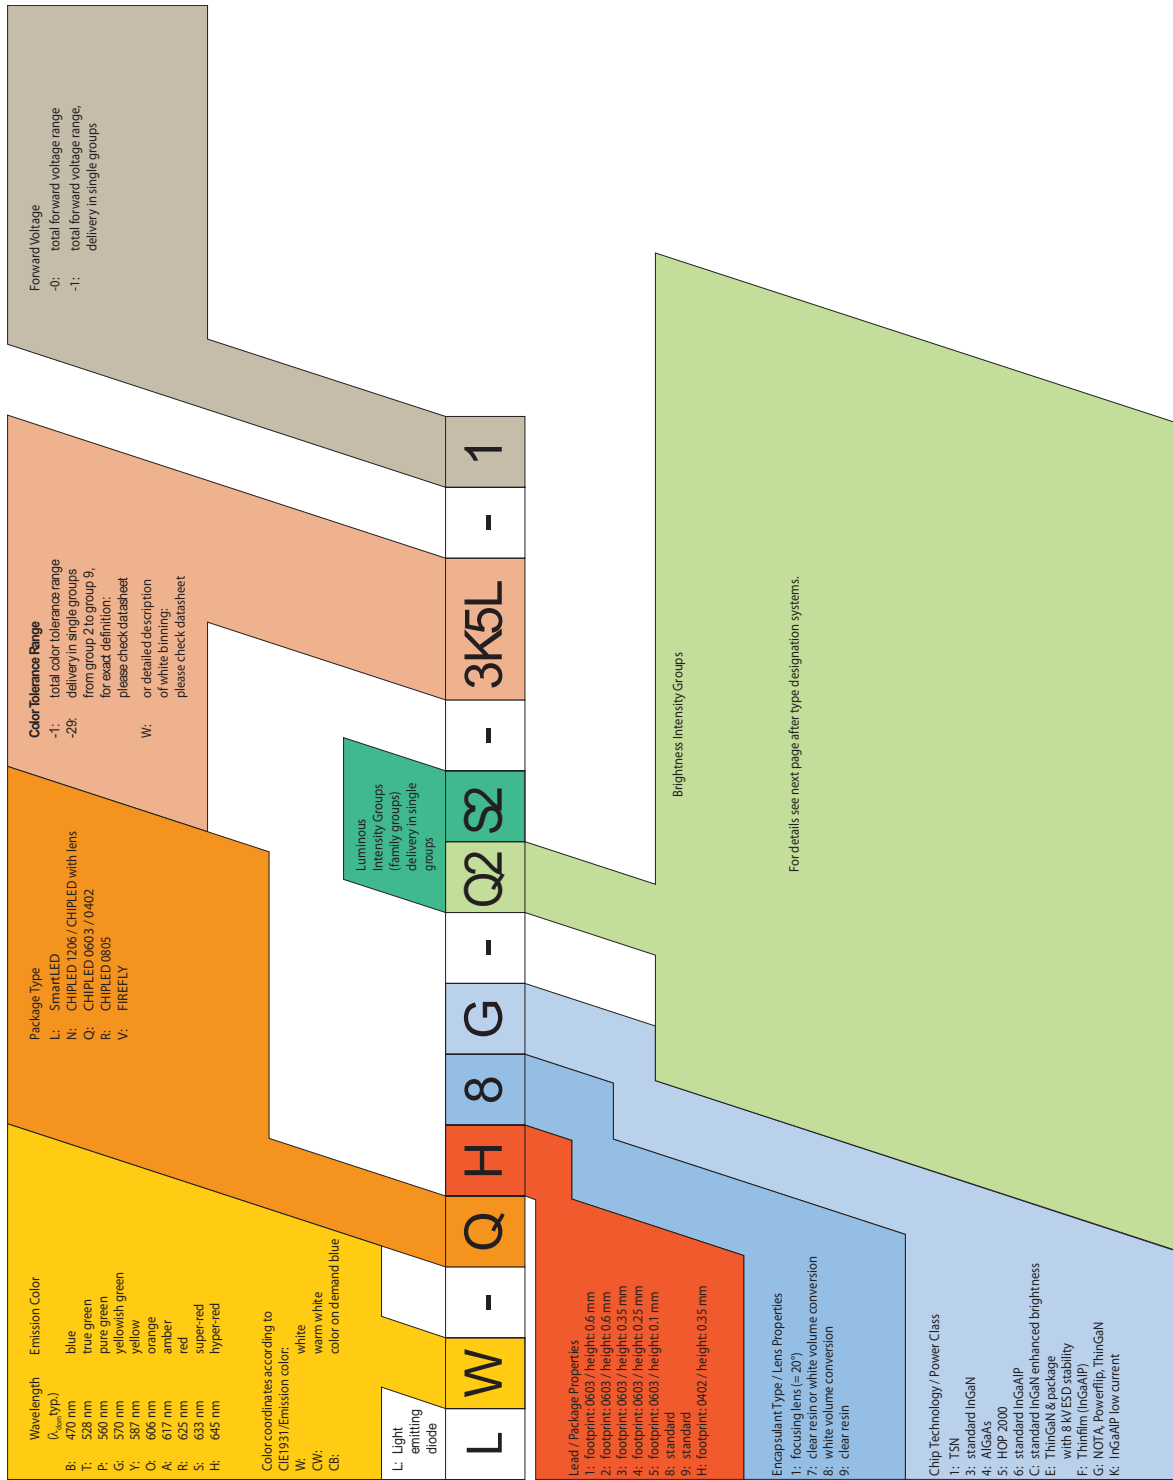 Wavelength Emission Color
(λdom typ.)
B: 470 nm blue
T: 528 nm true green
P: 560 nm pure green
G: 570 nm yellowish green
Y: 587 nm yellow
O: 606 nm orange
A: 617 nm amber
R: 625 nm red
S: 633 nm super-red
H: 645 nm hyper-red
Color coordinates according to
CIE1931/Emission color:
W: white
CW: warm white
CB: color on demand blue
L: Light
emitting
diode
Package Type
L: SmartLED
N: CHIPLED 1206 / CHIPLED with lens
Q: CHIPLED 0603 / 0402
R: CHIPLED 0805
V: FIREFLY
Color Tolerance Range
-1: total color tolerance range
-29: delivery in single groups
from group 2 to group 9,
for exact definition:
please check datasheet
W: or detailed description
of white binning:
please check datasheet
Forward Voltage
-0: total forward voltage range
-1: total forward voltage range,
delivery in single groups
Luminous
Intensity Groups
(family groups)
delivery in single
groups
L W - Q H 8 G - Q2 S2 - 3K5L - 1
Lead / Package Properties
1: footprint: 0603 / height: 0.6 mm
2: footprint: 0603 / height: 0.6 mm
3: footprint: 0603 / height: 0.35 mm
4: footprint: 0603 / height: 0.25 mm
5: footprint: 0603 / height: 0.1 mm
8: standard
9: standard
H: footprint: 0402 / height: 0.35 mm
Encapsulant Type / Lens Properties
1: focusing lens (= 20°)
7: clear resin or white volume conversion
8: white volume conversion
9: clear resin
Chip Technology / Power Class
1: TSN
3: standard InGaN
4: AlGaAs
5: HOP 2000
6: standard InGaAlP
C: standard InGaN enhanced brightness
E: ThinGaN & package
with 8 kV ESD stability
F: Thinfilm (InGaAlP)
G: NOTA, Powerflip, ThinGaN
K: InGaAlP low current
Brightness Intensity Groups
For details see next page after type designation systems.